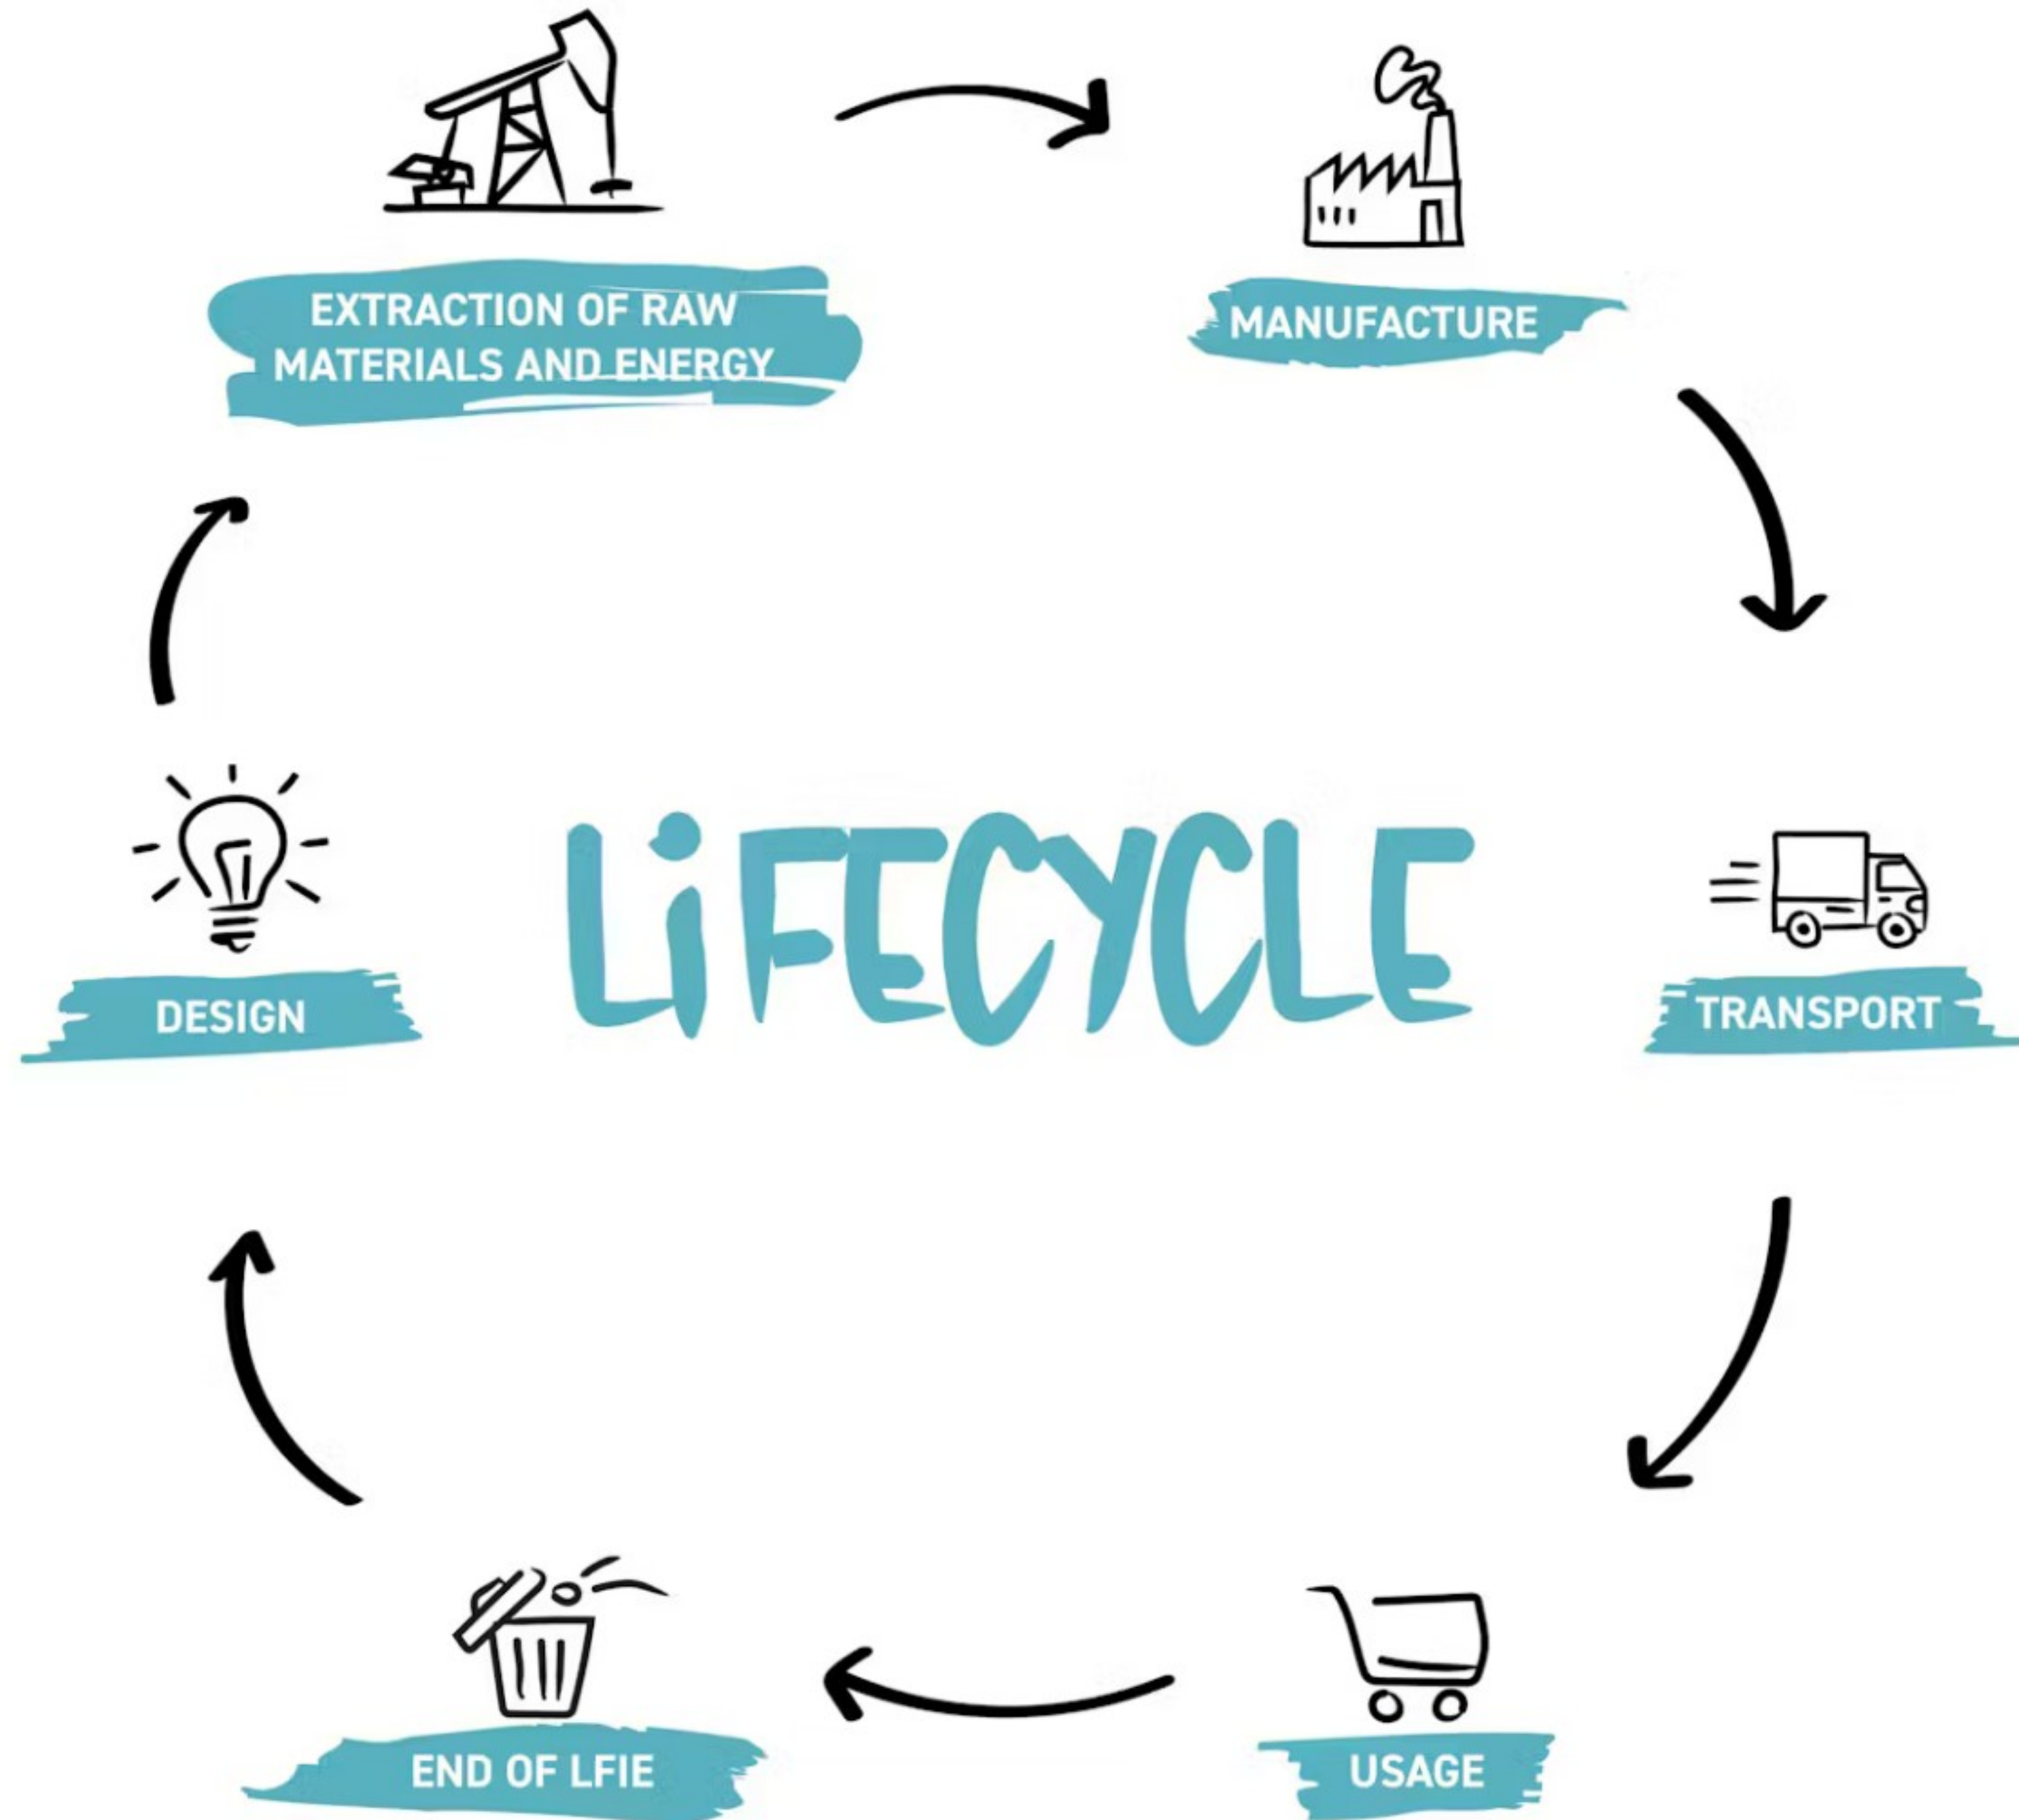 EXTRACTION OF RAW
MATERIALS AND ENERGY
MANUFACTURE
DESIGN
LiFECYCLE
TRANSPORT
END OF LFIE
USAGE